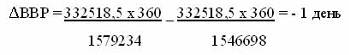 ΔВВР = 332518,5 х 360 _ 332518,5 х 360 = - 1 день
1579234 1546698